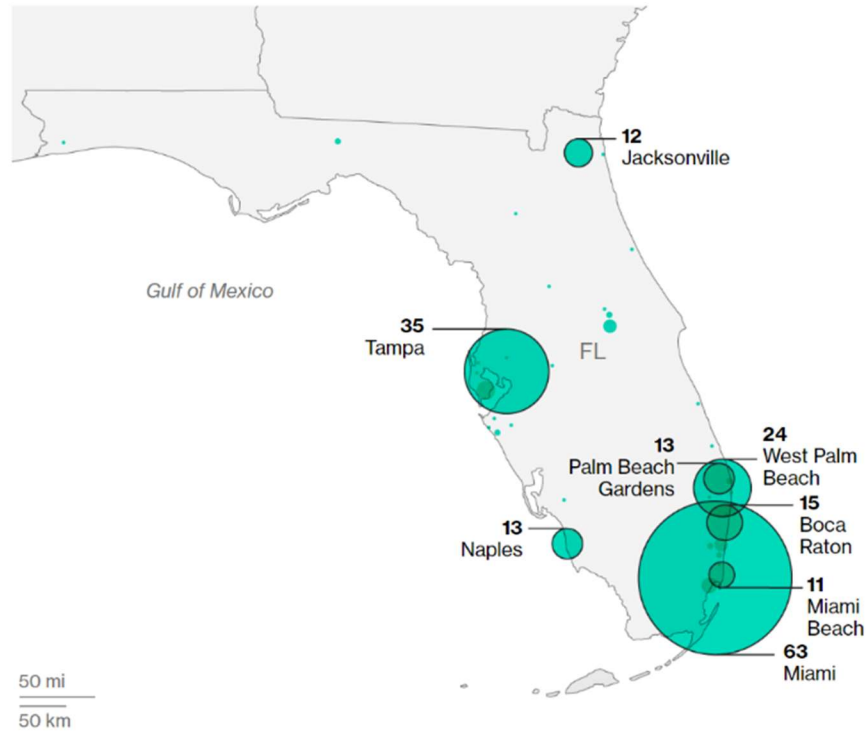 12
Jacksonville
Gulf of Mexico
35
Tampa
FL
13
Palm Beach
Gardens
24
West Palm
Beach
15
Boca
Raton
13
Naples
11
Miami
Beach
63
Miami
50 mi
50 km